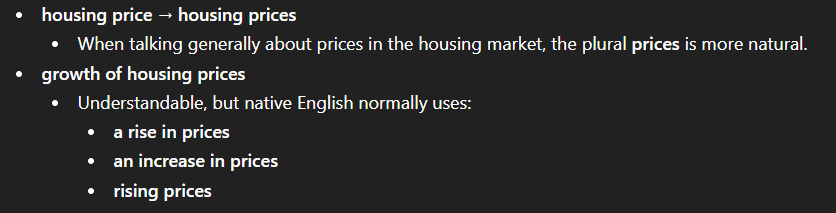 housing price → housing prices
When talking generally about prices in the housing market, the plural prices is more natural.
growth of housing prices
Understandable, but native English normally uses:
a rise in prices
an increase in prices
rising prices